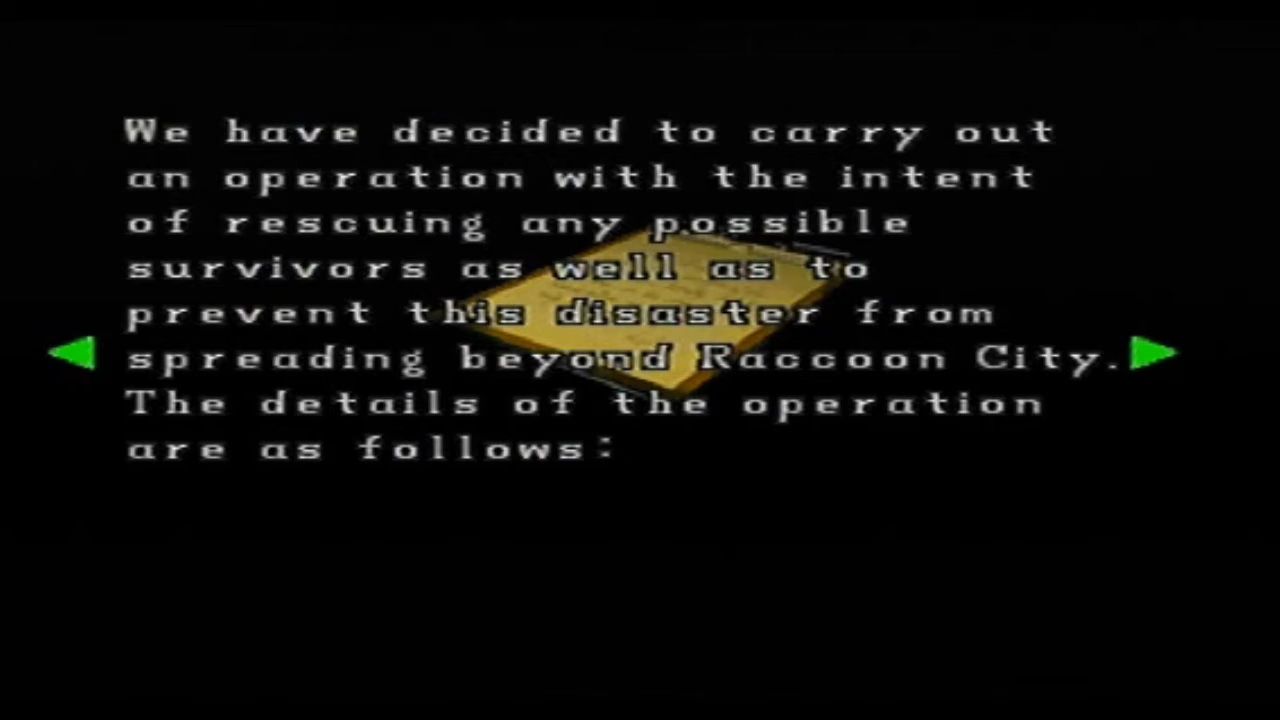 We have decided to carry out
an operation with the intent
of rescuing any possible
survivors as well as to
prevent this disaster from
spreading beyond Raccoon City.
The details of the operation
are as follows: